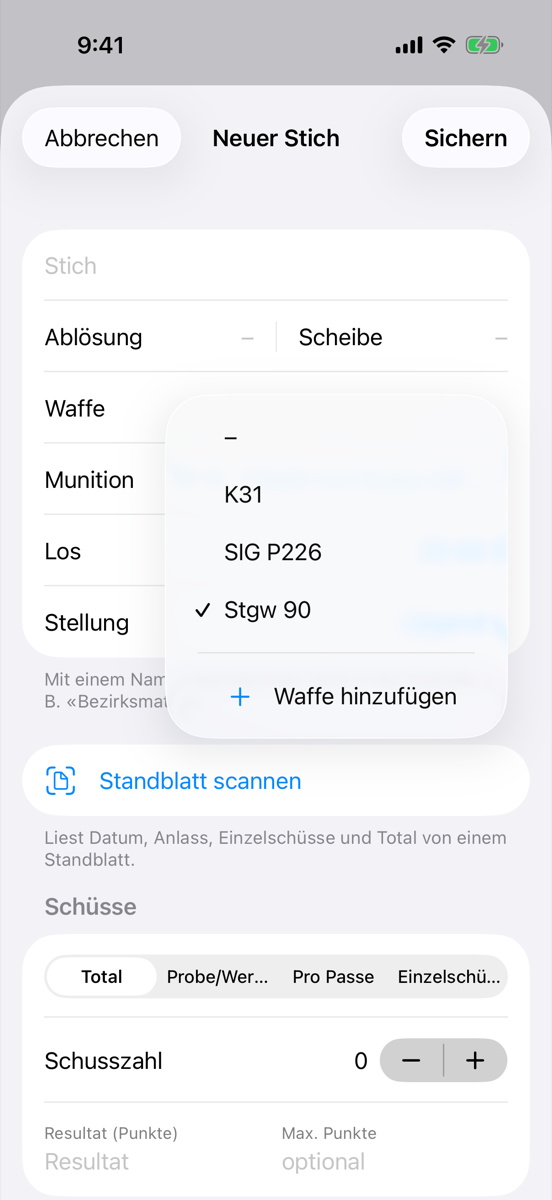 9:41
Abbrechen
Neuer Stich
Sichern
Stich
Ablösung –
Scheibe –
Waffe
Munition
Los
Stellung
–
K31
SIG P226
✓ Stgw 90
+ Waffe hinzufügen
Mit einem Nam
B. «Bezirksmat
Standblatt scannen
Liest Datum, Anlass, Einzelschüsse und Total von einem
Standblatt.
Schüsse
Total
Probe/Wer...
Pro Passe
Einzelschü...
Schusszahl 0 − +
Resultat (Punkte)
Max. Punkte
Resultat
optional